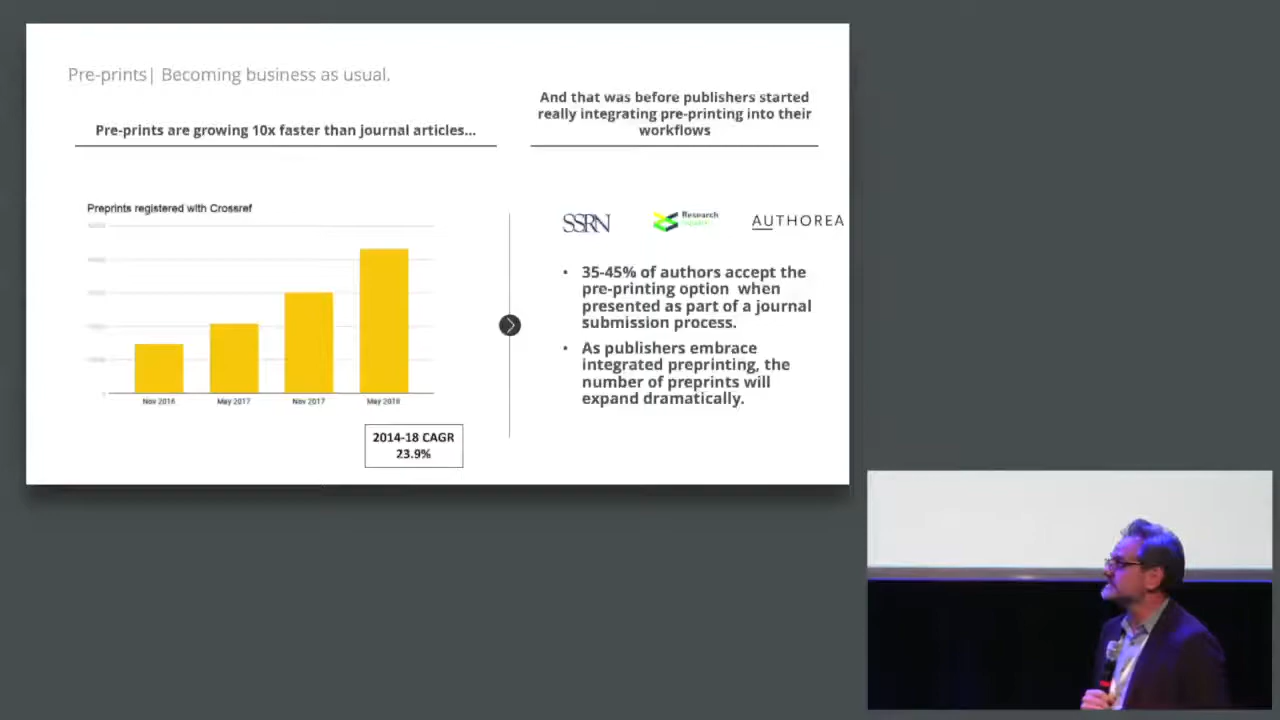 Pre-prints| Becoming business as usual.
Pre-prints are growing 10x faster than journal articles...
And that was before publishers started
really integrating pre-printing into their
workflows
Preprints registered with Crossref
Nov 2016
May 2017
Nov 2017
May 2018
2014-18 CAGR
23.9%
SSRN
Research
AUTHOREA
• 35-45% of authors accept the
pre-printing option when
presented as part of a journal
submission process.
• As publishers embrace
integrated preprinting, the
number of preprints will
expand dramatically.